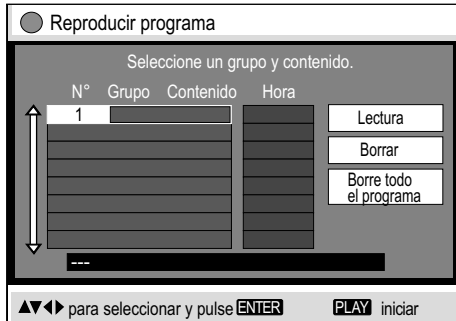 Reproducir programa
Seleccione un grupo y contenido.
N° Grupo Contenido Hora
1
Lectura
Borrar
Borre todo
el programa
---
▲▼◀▶ para seleccionar y pulse ENTER PLAY iniciar